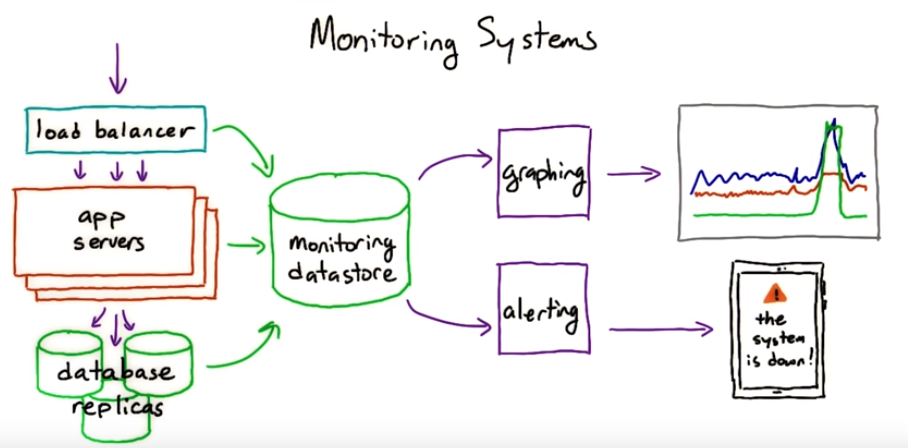 Monitoring Systems
load balancer
app
servers
database
replicas
monitoring
datastore
graphing
alerting
!
the
system
is down!